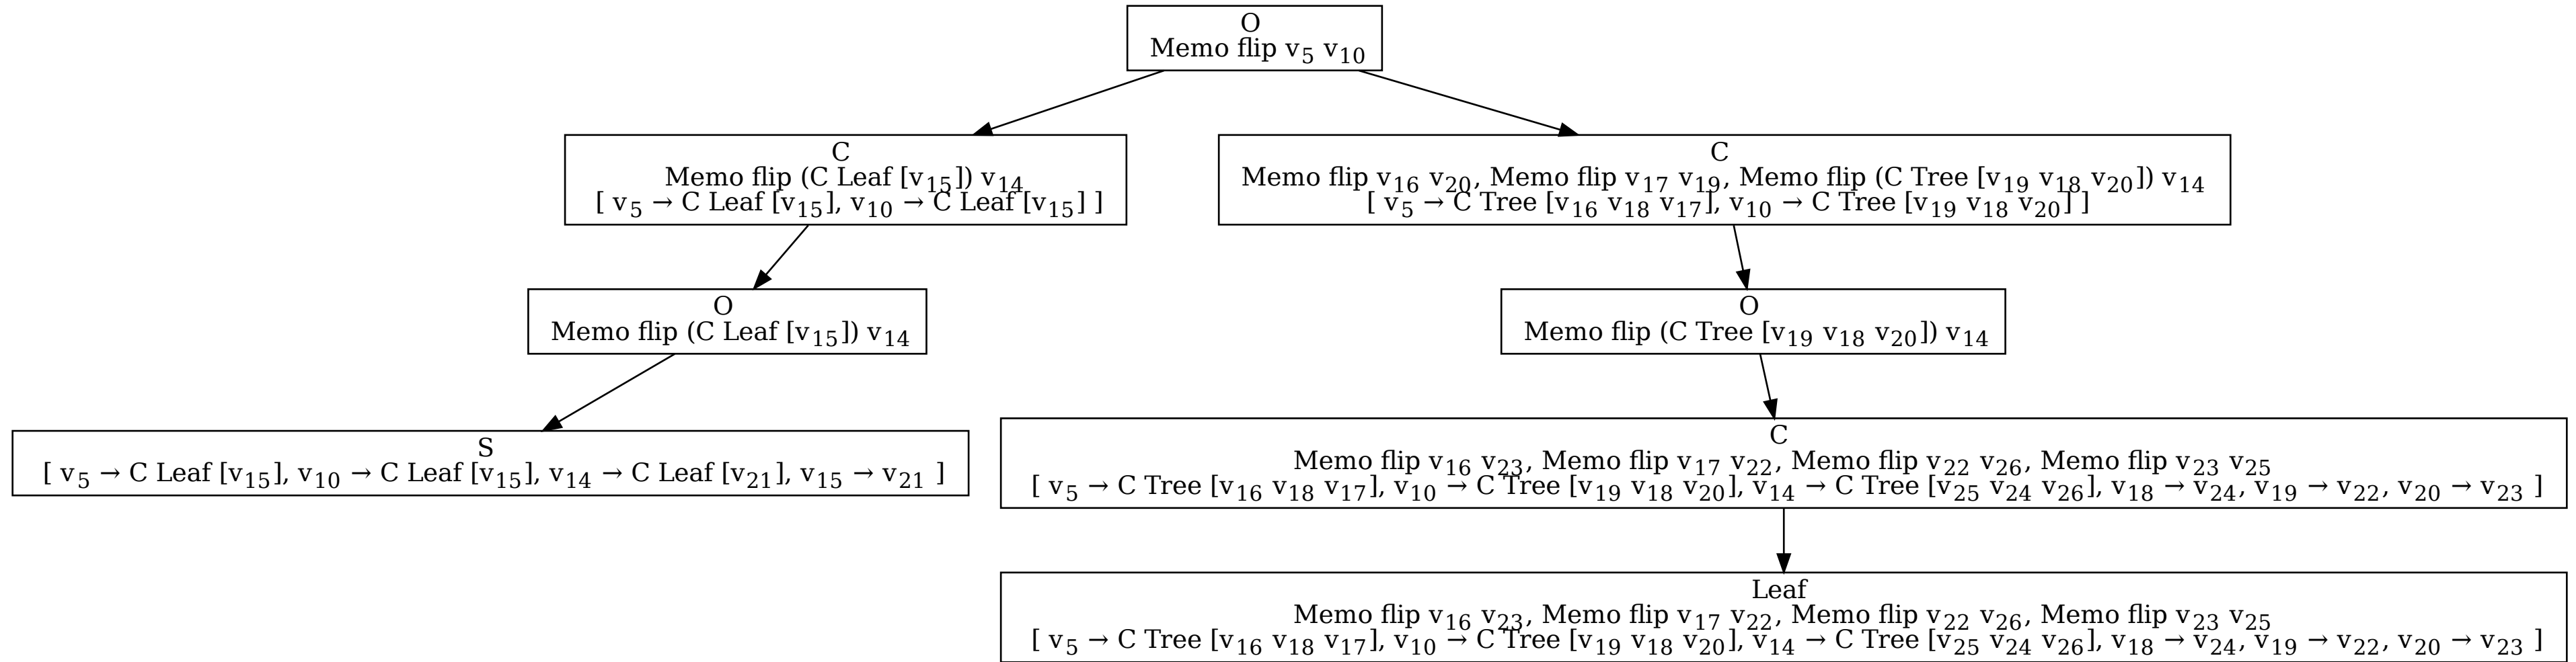 O
Memo flip v5 v10
C
Memo flip (C Leaf [v15]) v14
[ v5 → C Leaf [v15], v10 → C Leaf [v15] ]
C
Memo flip v16 v20, Memo flip v17 v19, Memo flip (C Tree [v19 v18 v20]) v14
[ v5 → C Tree [v16 v18 v17], v10 → C Tree [v19 v18 v20] ]
O
Memo flip (C Leaf [v15]) v14
O
Memo flip (C Tree [v19 v18 v20]) v14
S
[ v5 → C Leaf [v15], v10 → C Leaf [v15], v14 → C Leaf [v21], v15 → v21 ]
C
Memo flip v16 v23, Memo flip v17 v22, Memo flip v22 v26, Memo flip v23 v25
[ v5 → C Tree [v16 v18 v17], v10 → C Tree [v19 v18 v20], v14 → C Tree [v25 v24 v26], v18 → v24, v19 → v22, v20 → v23 ]
Leaf
Memo flip v16 v23, Memo flip v17 v22, Memo flip v22 v26, Memo flip v23 v25
[ v5 → C Tree [v16 v18 v17], v10 → C Tree [v19 v18 v20], v14 → C Tree [v25 v24 v26], v18 → v24, v19 → v22, v20 → v23 ]